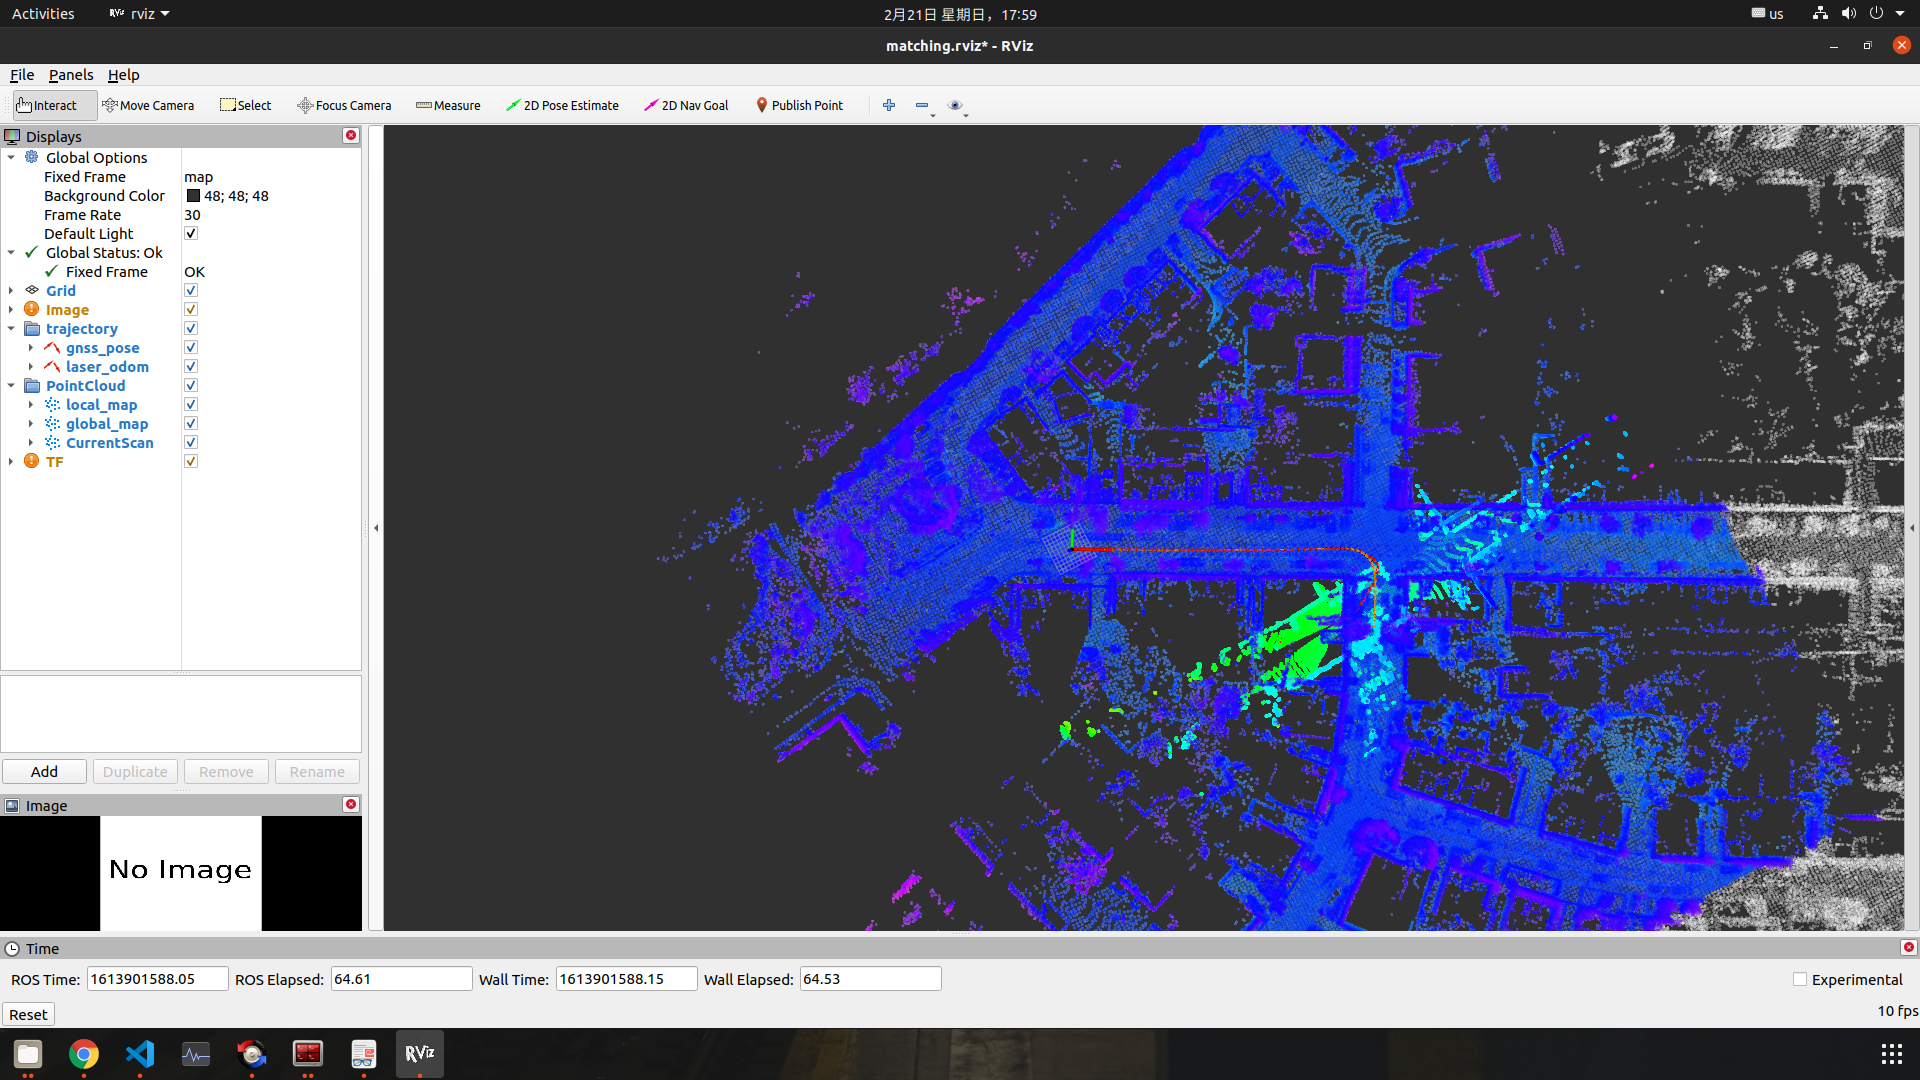 Activities RViz rviz 2月21日 星期日, 17:59 us
matching.rviz* - RViz
File Panels Help
Interact Move Camera Select Focus Camera Measure 2D Pose Estimate 2D Nav Goal Publish Point
Displays
Global Options
Fixed Frame map
Background Color 48; 48; 48
Frame Rate 30
Default Light
Global Status: Ok
Fixed Frame OK
Grid
Image
trajectory
gnss_pose
laser_odom
PointCloud
local_map
global_map
CurrentScan
TF
Add Duplicate Remove Rename
Image
No Image
Time
ROS Time: 1613901588.05 ROS Elapsed: 64.61 Wall Time: 1613901588.15 Wall Elapsed: 64.53 Experimental
Reset 10 fps
RViz